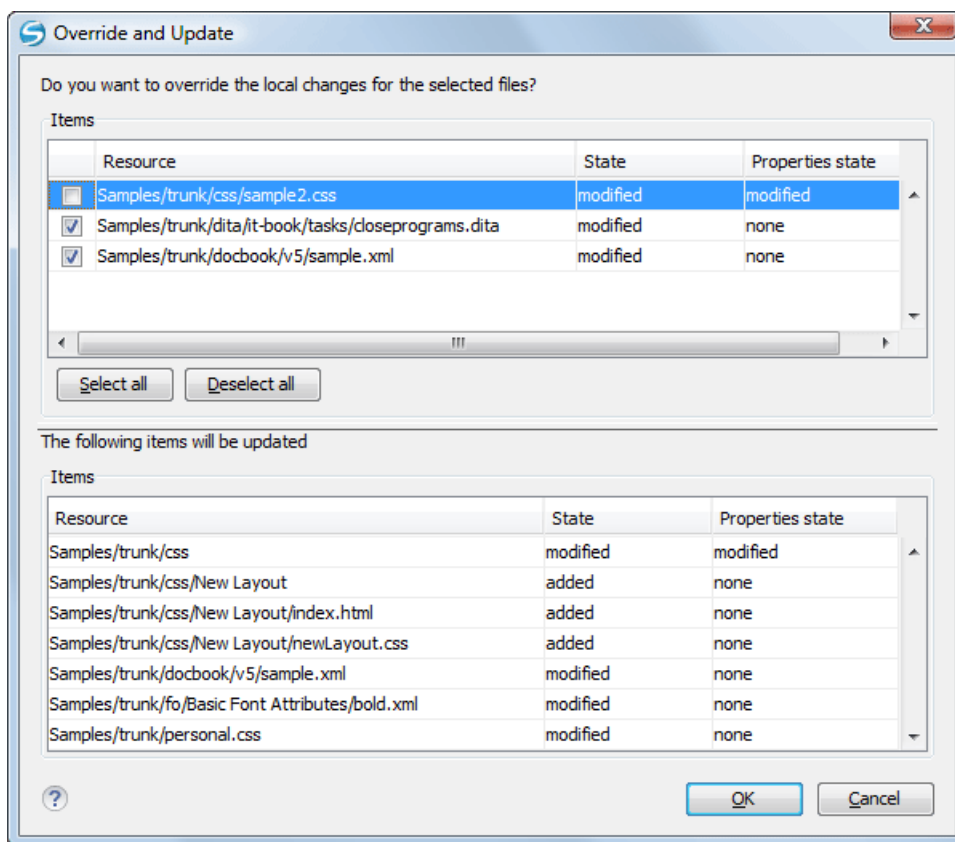 Override and Update
Do you want to override the local changes for the selected files?
Items
Resource State Properties state
Samples/trunk/css/sample2.css modified modified
Samples/trunk/dita/it-book/tasks/closeprograms.dita modified none
Samples/trunk/docbook/v5/sample.xml modified none
Select all Deselect all
The following items will be updated
Items
Resource State Properties state
Samples/trunk/css modified modified
Samples/trunk/css/New Layout added none
Samples/trunk/css/New Layout/index.html added none
Samples/trunk/css/New Layout/newLayout.css added none
Samples/trunk/docbook/v5/sample.xml modified none
Samples/trunk/fo/Basic Font Attributes/bold.xml modified none
Samples/trunk/personal.css modified none
? OK Cancel